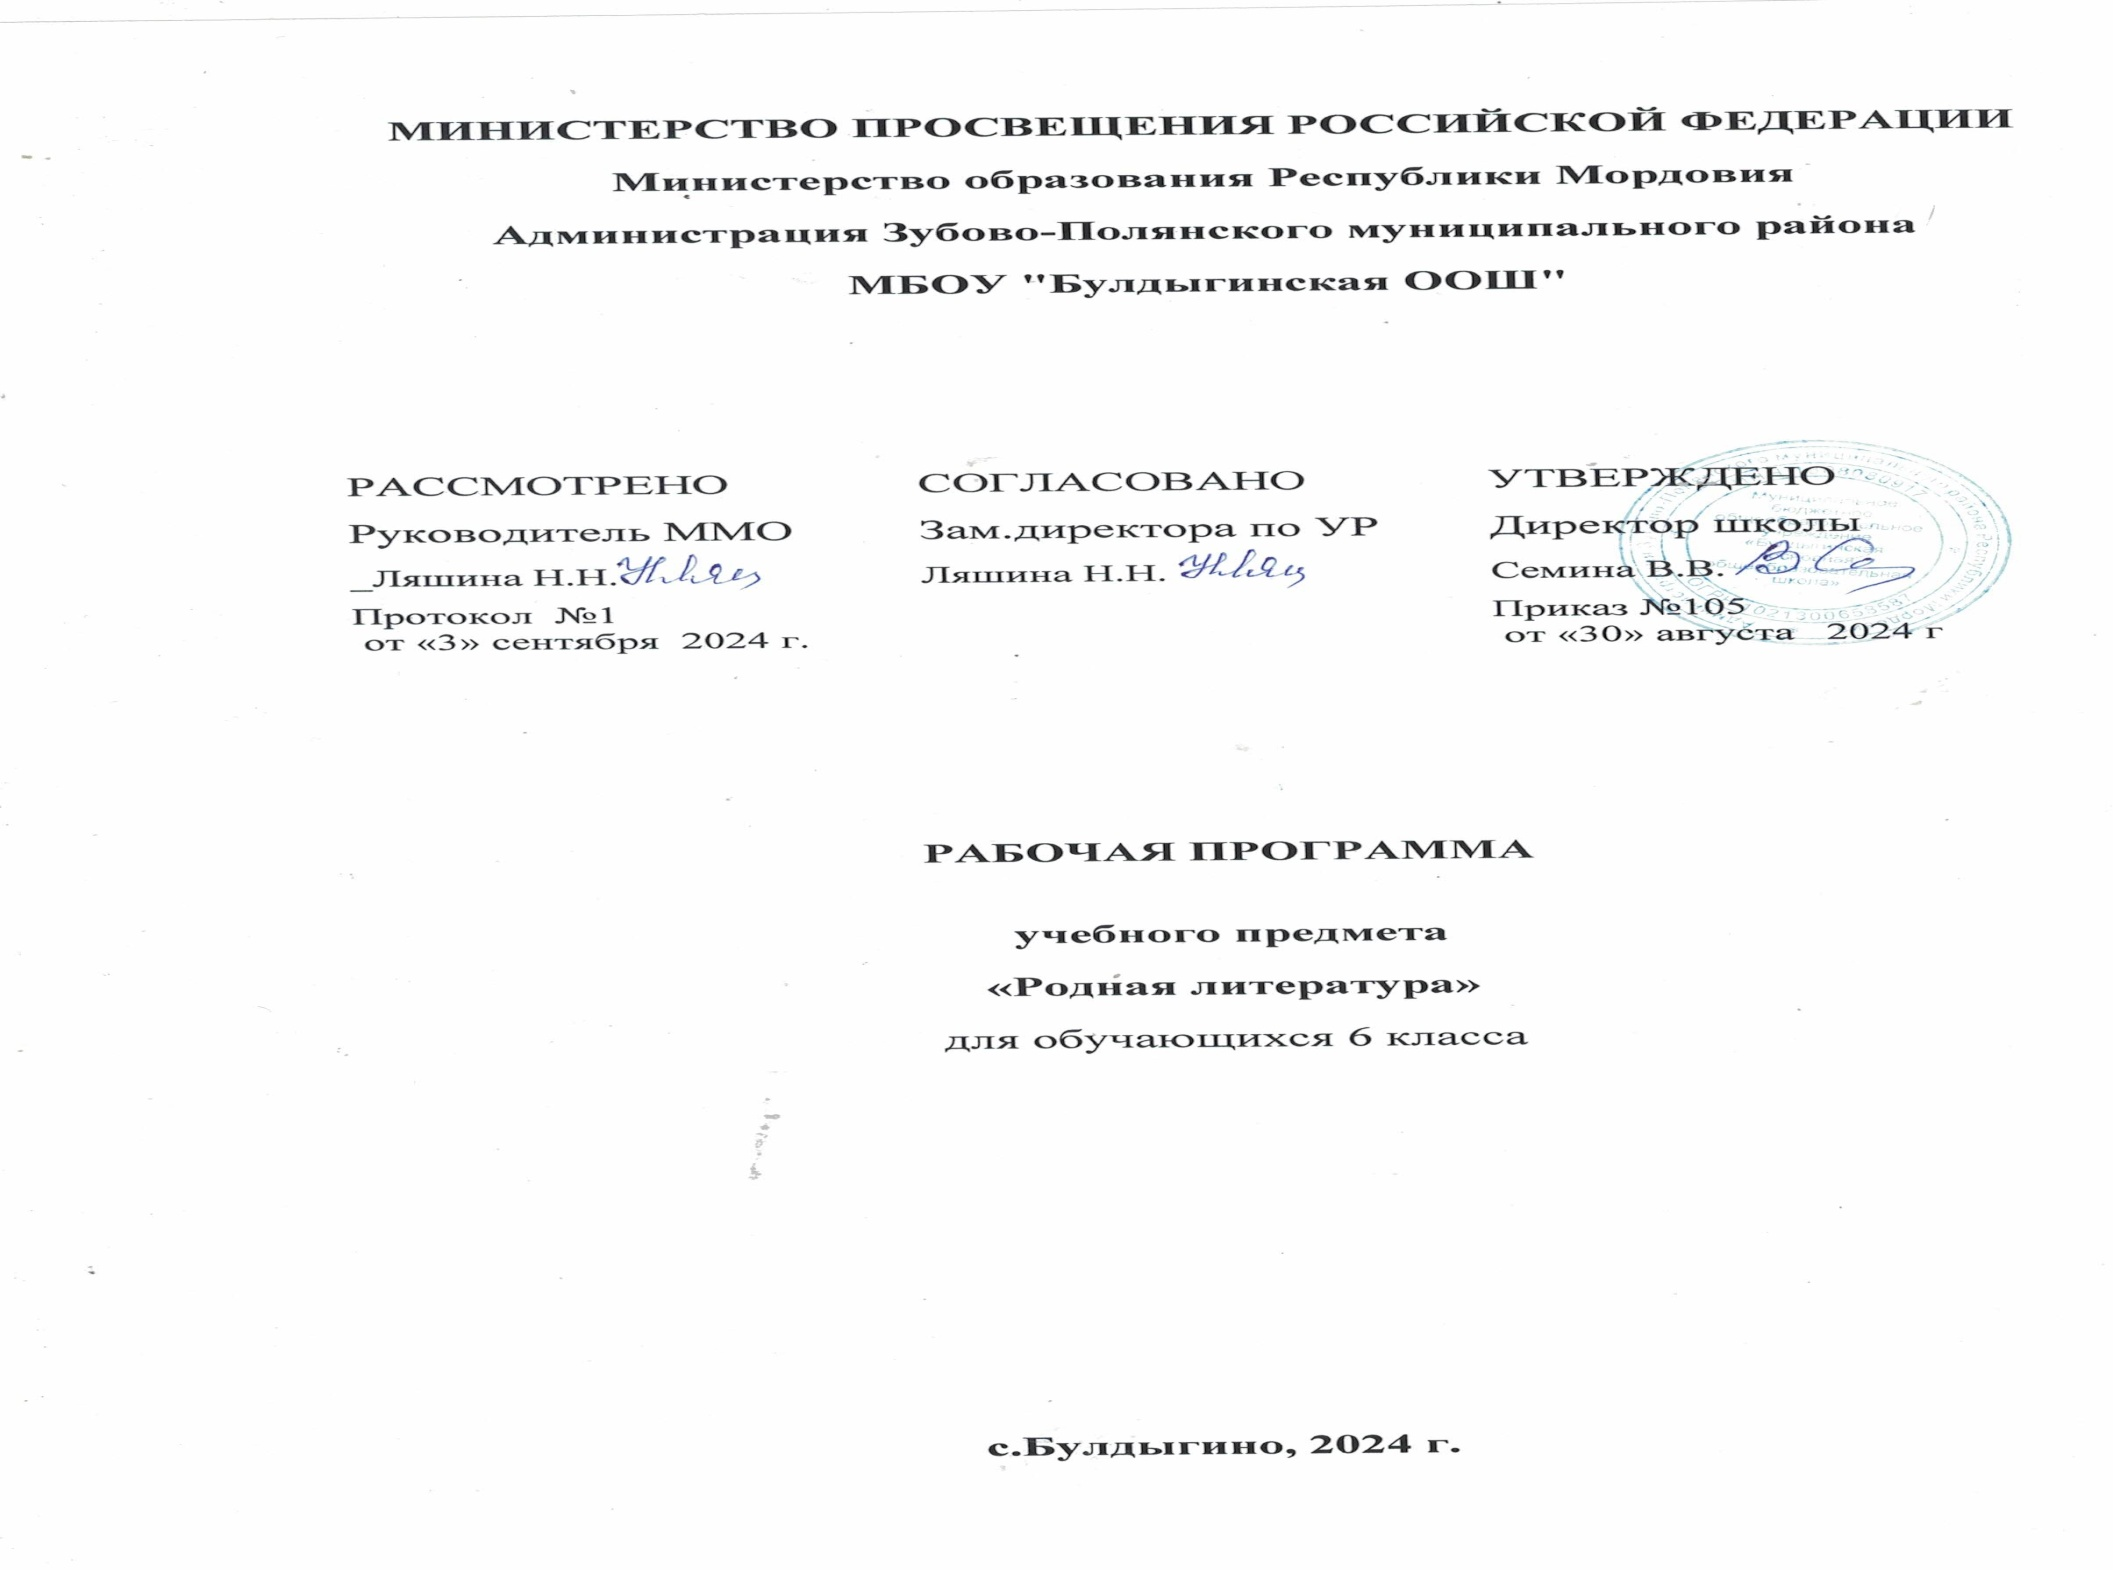 МИНИСТЕРСТВО ПРОСВЕЩЕНИЯ РОССИЙСКОЙ ФЕДЕРАЦИИ
Министерство образования Республики Мордовия
Администрация Зубово-Полянского муниципального района
МБОУ "Булдыгинская ООШ"
РАССМОТРЕНО
Руководитель ММО
_Ляшина Н.Н.
Протокол №1
от «3» сентября 2024 г.
СОГЛАСОВАНО
Зам.директора по УР
Ляшина Н.Н.
УТВЕРЖДЕНО
Директор школы
Семина В.В.
Приказ №105
от «30» августа 2024 г
РАБОЧАЯ ПРОГРАММА
учебного предмета
«Родная литература»
для обучающихся 6 класса
с.Булдыгино, 2024 г.